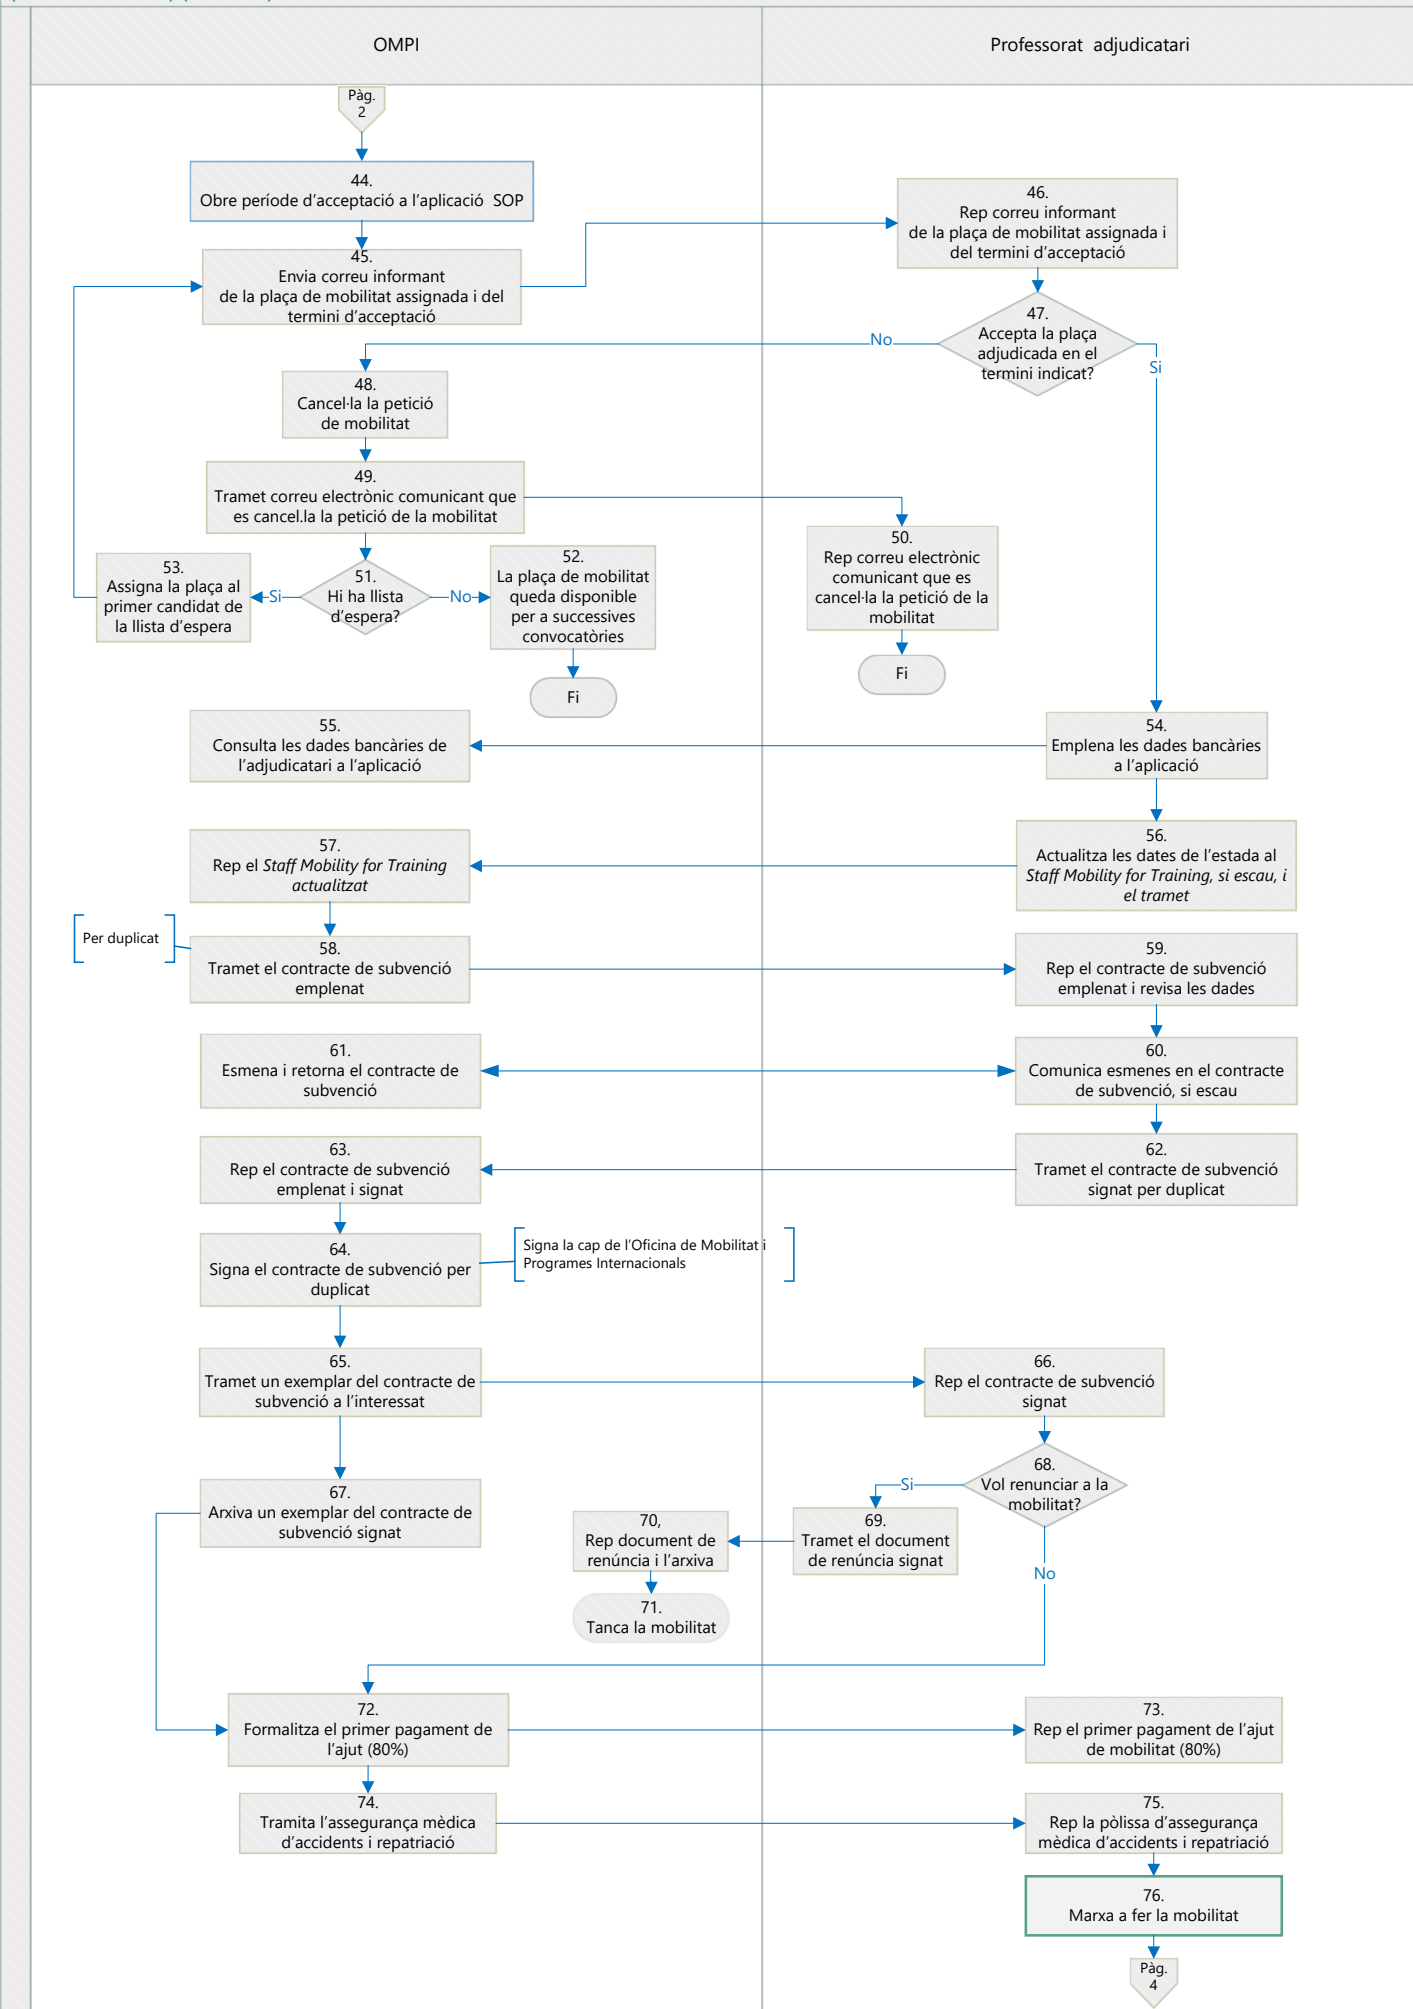 OMPI
Professorat adjudicatari
Pàg.
2
44.
Obre període d'acceptació a l'aplicació SOP
45.
Envia correu informant
de la plaça de mobilitat assignada i del
termini d'acceptació
46.
Rep correu informant
de la plaça de mobilitat assignada i
del termini d'acceptació
47.
Accepta la plaça
adjudicada en el
termini indicat?
No
Si
48.
Cancel·la la petició
de mobilitat
49.
Tramet correu electrònic comunicant que
es cancel.la la petició de la mobilitat
50.
Rep correu electrònic
comunicant que es
cancel·la la petició de la
mobilitat
Fi
51.
Hi ha llista
d'espera?
Si
No
52.
La plaça de mobilitat
queda disponible
per a successives
convocatòries
Fi
53.
Assigna la plaça al
primer candidat de
la llista d'espera
54.
Emplena les dades bancàries
a l'aplicació
55.
Consulta les dades bancàries de
l'adjudicatari a l'aplicació
56.
Actualitza les dates de l'estada al
Staff Mobility for Training, si escau, i
el tramet
57.
Rep el Staff Mobility for Training
actualitzat
Per duplicat
58.
Tramet el contracte de subvenció
emplenat
59.
Rep el contracte de subvenció
emplenat i revisa les dades
60.
Comunica esmenes en el contracte
de subvenció, si escau
61.
Esmena i retorna el contracte de
subvenció
62.
Tramet el contracte de subvenció
signat per duplicat
63.
Rep el contracte de subvenció
emplenat i signat
64.
Signa el contracte de subvenció per
duplicat
Signa la cap de l'Oficina de Mobilitat i
Programes Internacionals
65.
Tramet un exemplar del contracte de
subvenció a l'interessat
66.
Rep el contracte de subvenció
signat
67.
Arxiva un exemplar del contracte de
subvenció signat
68.
Vol renunciar a la
mobilitat?
Si
No
69.
Tramet el document
de renúncia signat
70,
Rep document de
renúncia i l'arxiva
71.
Tanca la mobilitat
72.
Formalitza el primer pagament de
l'ajut (80%)
73.
Rep el primer pagament de l'ajut
de mobilitat (80%)
74.
Tramita l'assegurança mèdica
d'accidents i repatriació
75.
Rep la pòlissa d'assegurança
mèdica d'accidents i repatriació
76.
Marxa a fer la mobilitat
Pàg.
4